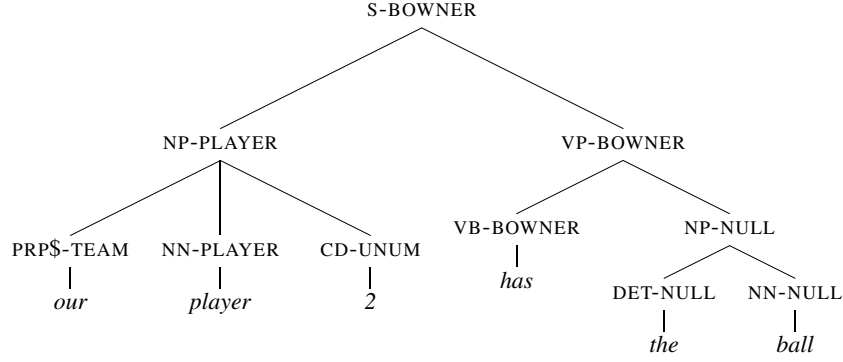 S-BOWNER
NP-PLAYER VP-BOWNER
PRP$-TEAM NN-PLAYER CD-UNUM VB-BOWNER NP-NULL
our player 2 has DET-NULL NN-NULL
the ball